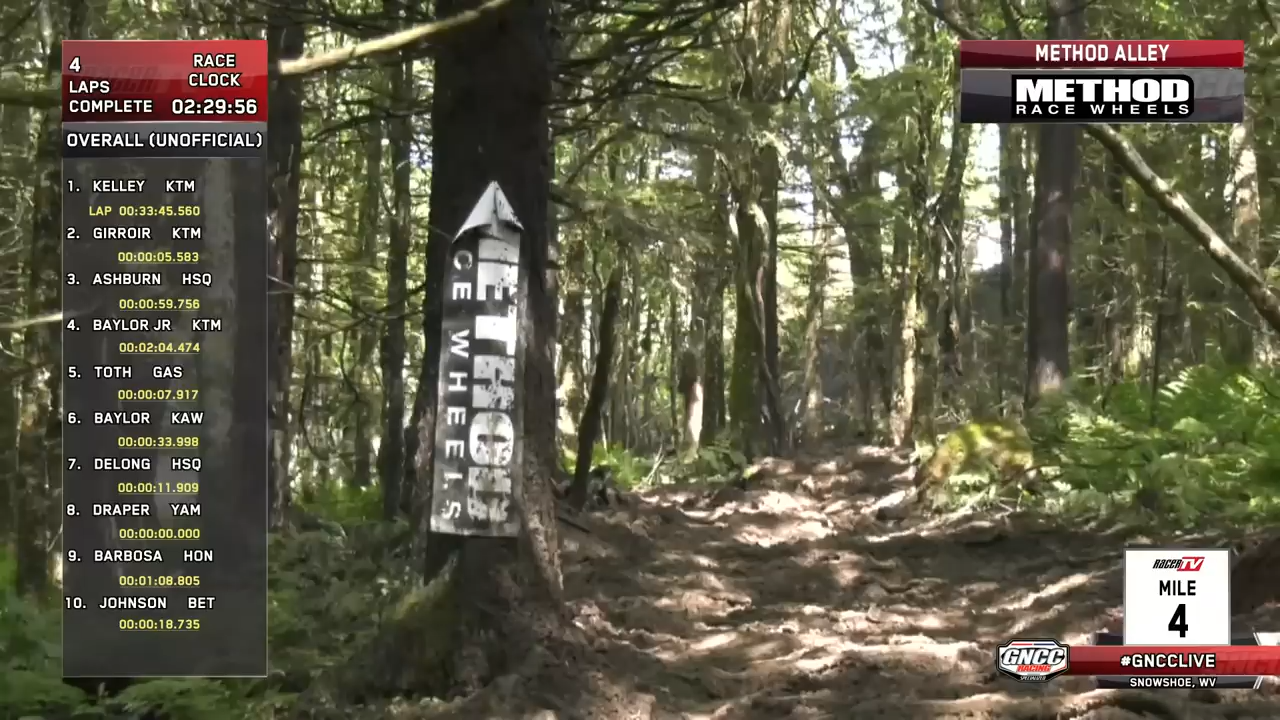 4
LAPS
COMPLETE
RACE
CLOCK
02:29:56
OVERALL (UNOFFICIAL)
1. KELLEY KTM
LAP 00:33:45.560
2. GIRROIR KTM
00:00:05.583
3. ASHBURN HSQ
00:00:59.756
4. BAYLOR JR KTM
00:02:04.474
5. TOTH GAS
00:00:07.917
6. BAYLOR KAW
00:00:33.998
7. DELONG HSQ
00:00:11.909
8. DRAPER YAM
00:00:00.000
9. BARBOSA HON
00:01:08.805
10. JOHNSON BET
00:00:18.735
ETHOD
CE WHEELS
METHOD ALLEY
METHOD
RACE WHEELS
RACER TV
MILE
4
GNCC
RACING
SPECIALIZED
#GNCCLIVE
SNOWSHOE, WV